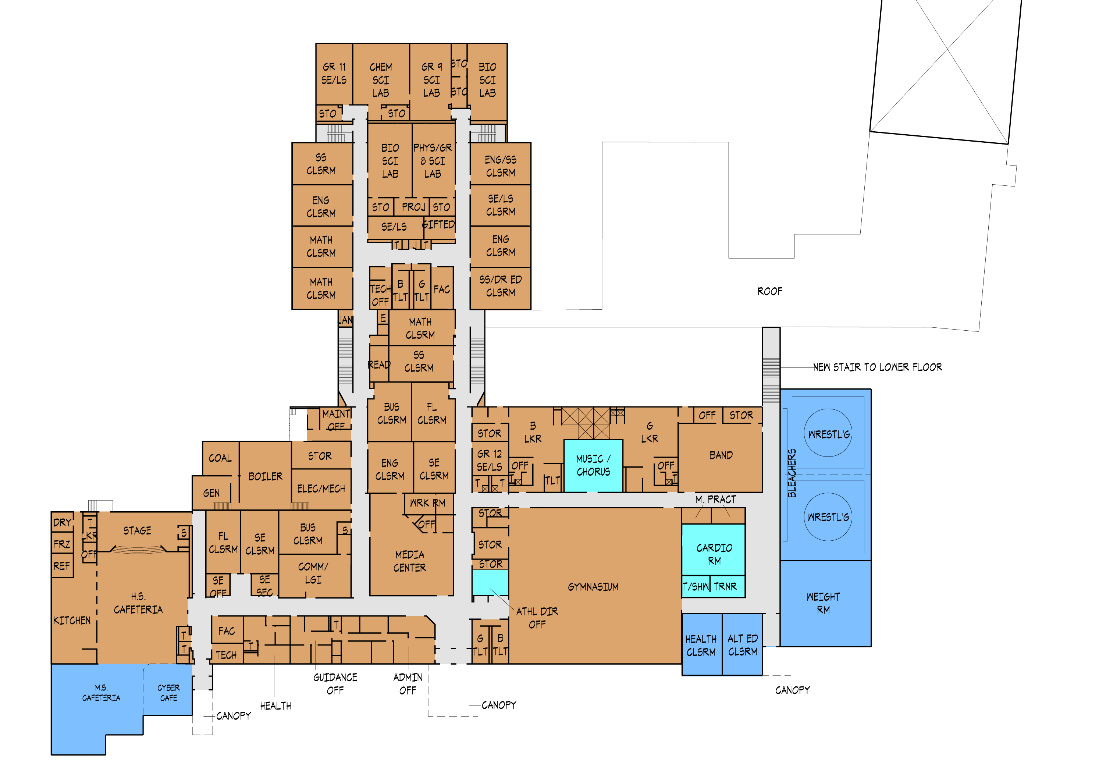 GR 11
SE/LS
CHEM
SCI
LAB
GR 9
SCI
LAB
STO
STO
BIO
SCI
LAB
STO
STO
BIO
SCI
LAB
PHYS/GR
8 SCI
LAB
SS
CLSRM
ENG/SS
CLSRM
ENG
CLSRM
SE/LS
CLSRM
STO
PROJ
STO
SE/LS
GIFTED
MATH
CLSRM
ENG
CLSRM
T
T
MATH
CLSRM
TECH
OFF
B
TLT
G
TLT
FAC
SS/DR ED
CLSRM
ROOF
LAN
E
MATH
CLSRM
READ
SS
CLSRM
NEW STAIR TO LOWER FLOOR
MAINT
OFF
BUS
CLSRM
FL
CLSRM
STOR
B
LKR
G
LKR
OFF
STOR
WRESTL'G
BLEACHERS
COAL
BOILER
STOR
ENG
CLSRM
SE
CLSRM
GR 12
SE/LS
OFF
MUSIC /
CHORUS
OFF
BAND
GEN
ELEC/MECH
T
T
TLT
T
M. PRACT
WRK RM
OFF
STOR
WRESTL'G
DRY
T
KR
OFF
STAGE
S
FL
CLSRM
SE
CLSRM
BUS
CLSRM
S
FRZ
REF
MEDIA
CENTER
STOR
STOR
CARDIO
RM
COMM/
LGI
SE
OFF
SE
SEC
GYMNASIUM
T/SHW
TRNR
WEIGHT
RM
H.S.
CAFETERIA
KITCHEN
ATHL DIR
OFF
T
T
FAC
TECH
T
T
G
TLT
B
TLT
HEALTH
CLSRM
ALT ED
CLSRM
GUIDANCE
OFF
ADMIN
OFF
M.S.
CAFETERIA
CYBER
CAFE
HEALTH
CANOPY
CANOPY
CANOPY